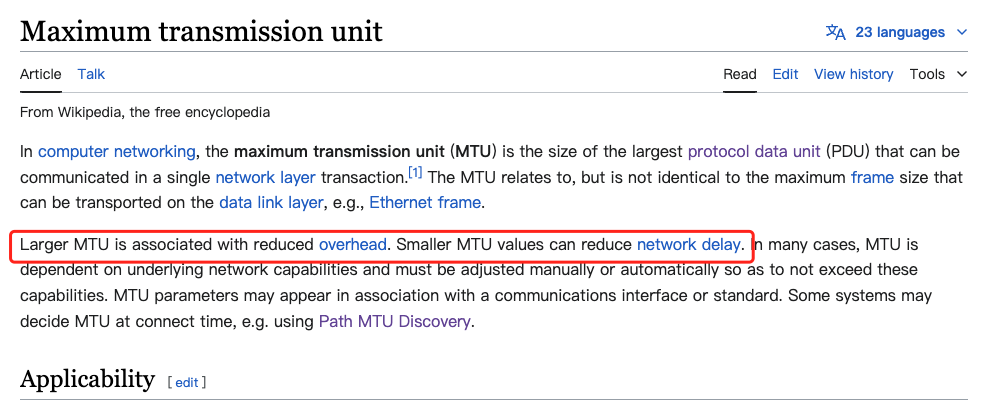 Maximum transmission unit
23 languages
Article Talk Read Edit View history Tools
From Wikipedia, the free encyclopedia
In computer networking, the maximum transmission unit (MTU) is the size of the largest protocol data unit (PDU) that can be
communicated in a single network layer transaction.[1] The MTU relates to, but is not identical to the maximum frame size that
can be transported on the data link layer, e.g., Ethernet frame.
Larger MTU is associated with reduced overhead. Smaller MTU values can reduce network delay. In many cases, MTU is
dependent on underlying network capabilities and must be adjusted manually or automatically so as to not exceed these
capabilities. MTU parameters may appear in association with a communications interface or standard. Some systems may
decide MTU at connect time, e.g. using Path MTU Discovery.
Applicability [ edit ]